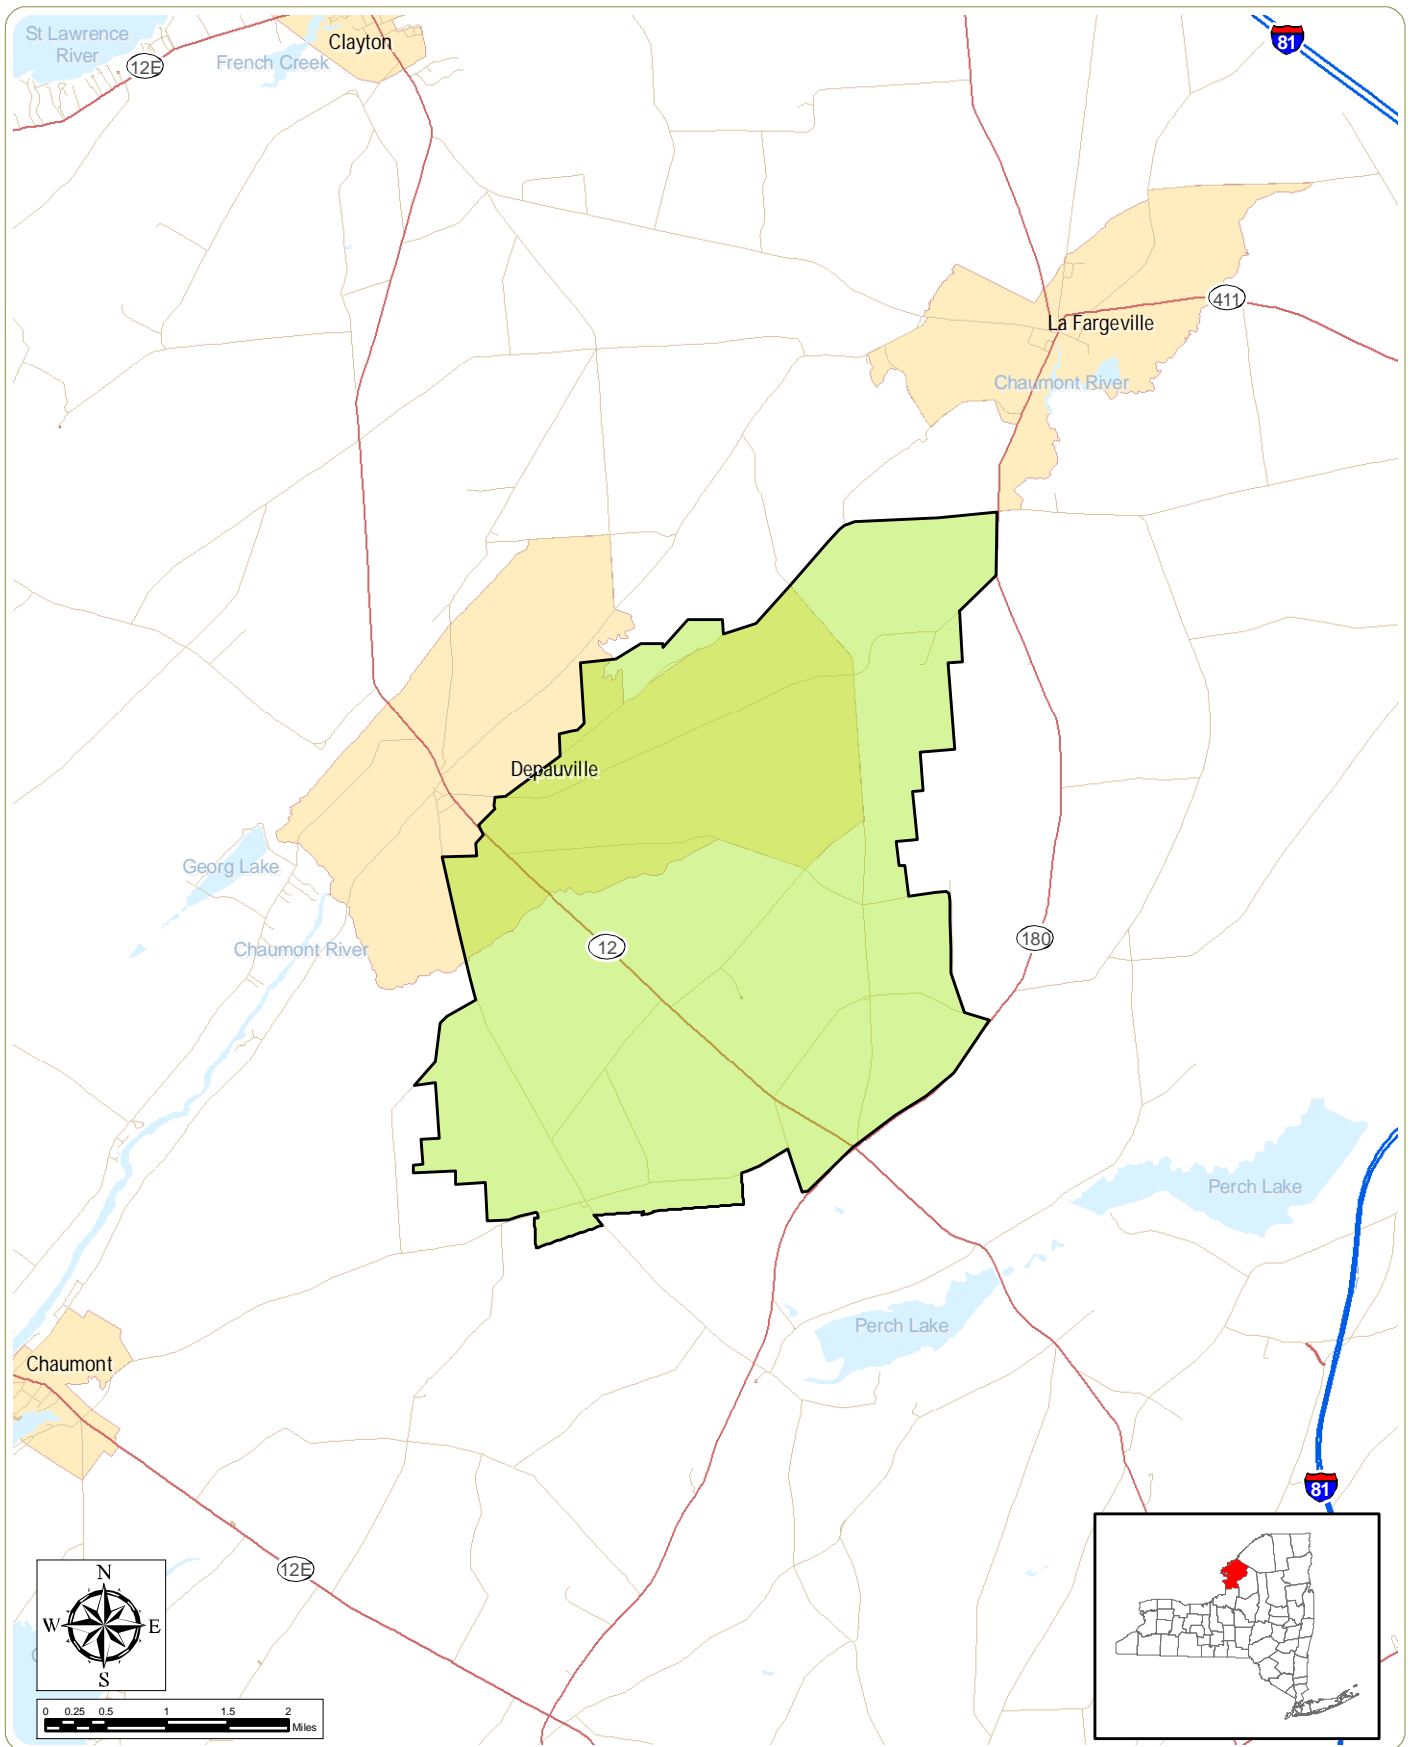 St Lawrence
River
12E
French Creek
Clayton
81
411
La Fargeville
Chaumont River
Depauville
Georg Lake
Chaumont River
12
180
Perch Lake
Perch Lake
Chaumont
81
12E
N
W E
S
0 0.25 0.5 1 1.5 2
Miles